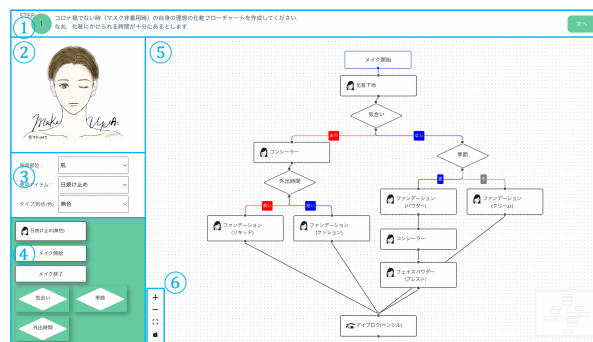 STEP
1
コロナ禍でない時（マスク非着用時）の自身の理想の化粧フローチャートを作成してください.
なお, 化粧にかけられる時間が十分にあるとします.
次へ
①
②
Make UpA
③
肌
アイテム：
日焼け止め
タイプ(形状/色)：
無色
④
日焼け止め(無色)
メイク開始
メイク終了
気合い
季節
外出時間
⑤
メイク開始
化粧下地
気合い
あり
なし
コンシーラー
季節
外出時間
ファンデーション
(パウダー)
ファンデーション
(クリーム)
長い
短い
ファンデーション
(リキッド)
ファンデーション
(クッション)
コンシーラー
フェイスパウダー
(プレスト)
アイブロウ(ペンシル)
⑥